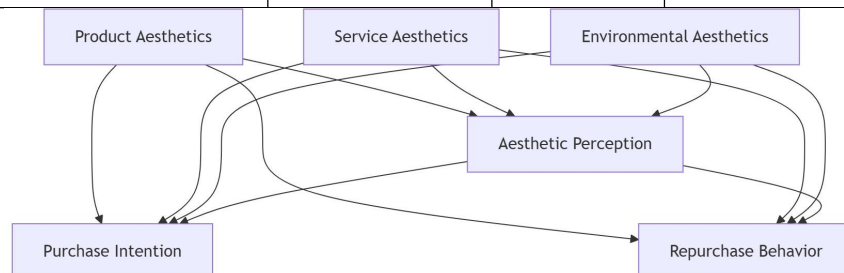 Product Aesthetics
Service Aesthetics
Environmental Aesthetics
Aesthetic Perception
Purchase Intention
Repurchase Behavior